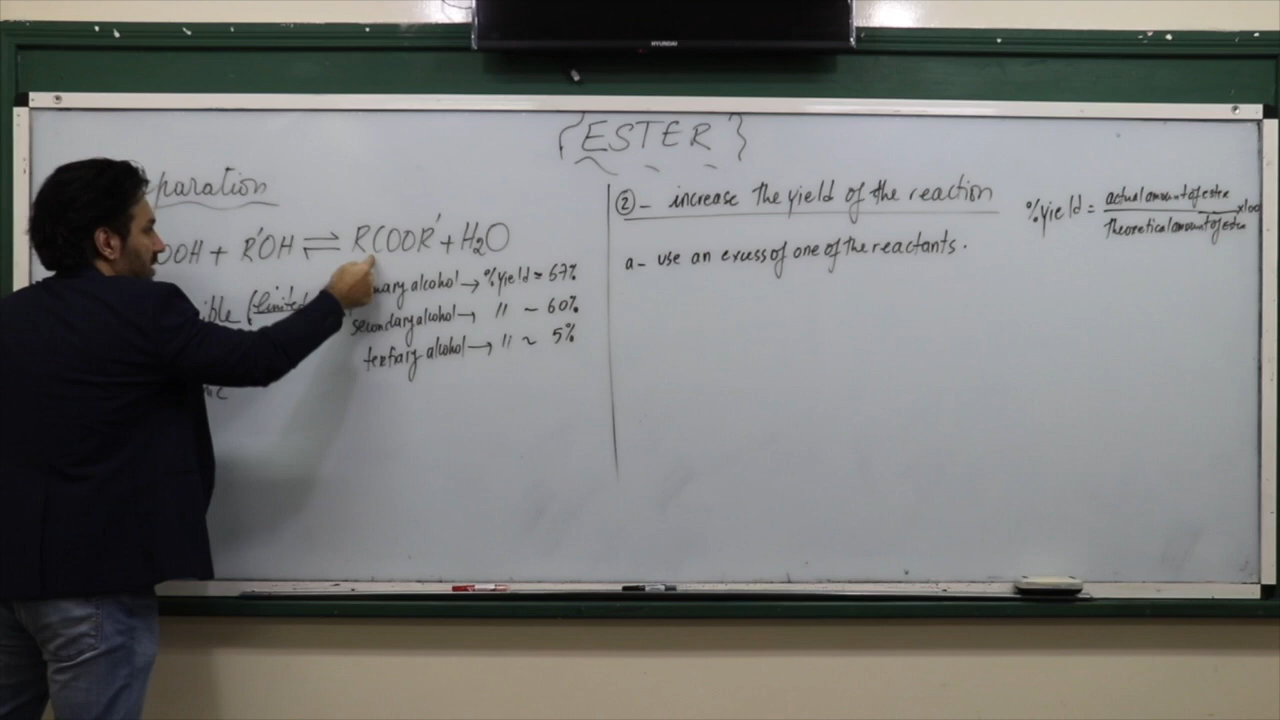 HYUNDAI
{ESTER}
paration
OOH + R'OH ⇌ RCOOR' + H₂O
mary alcohol → % yield ≈ 67%
ible (limited
secondary alcohol → // ~ 60%
tertiary alcohol → // ~ 5%
② - increase the yield of the reaction
a - use an excess of one of the reactants.
% yield = actual amount of ester / theoretical amount of ester x100